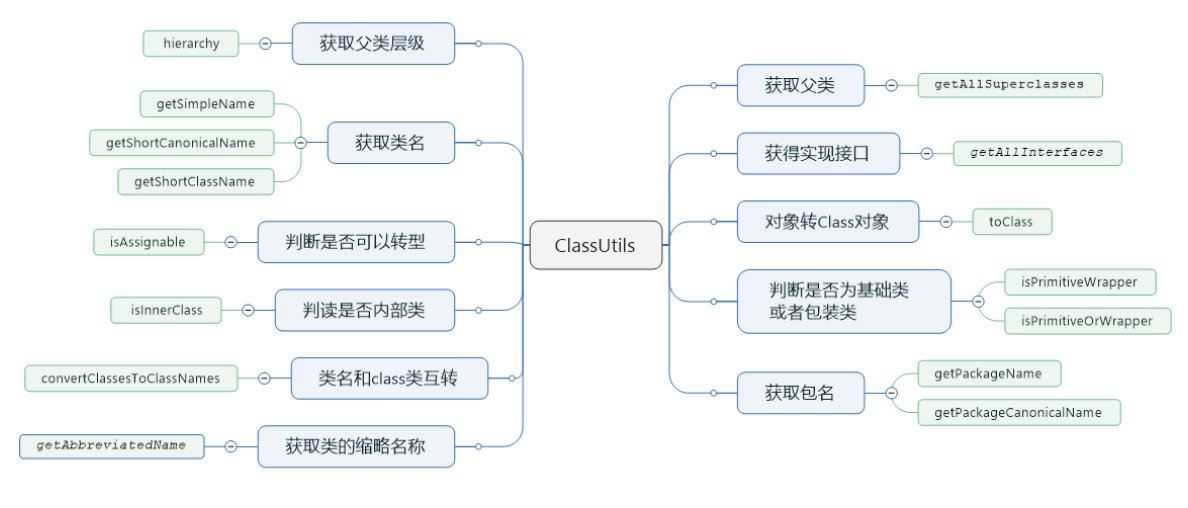 ClassUtils
获取父类层级
hierarchy
获取类名
getSimpleName
getShortCanonicalName
getShortClassName
判断是否可以转型
isAssignable
判读是否内部类
isInnerClass
类名和class类互转
convertClassesToClassNames
获取类的缩略名称
getAbbreviatedName
获取父类
getAllSuperclasses
获得实现接口
getAllInterfaces
对象转Class对象
toClass
判断是否为基础类
或者包装类
isPrimitiveWrapper
isPrimitiveOrWrapper
获取包名
getPackageName
getPackageCanonicalName